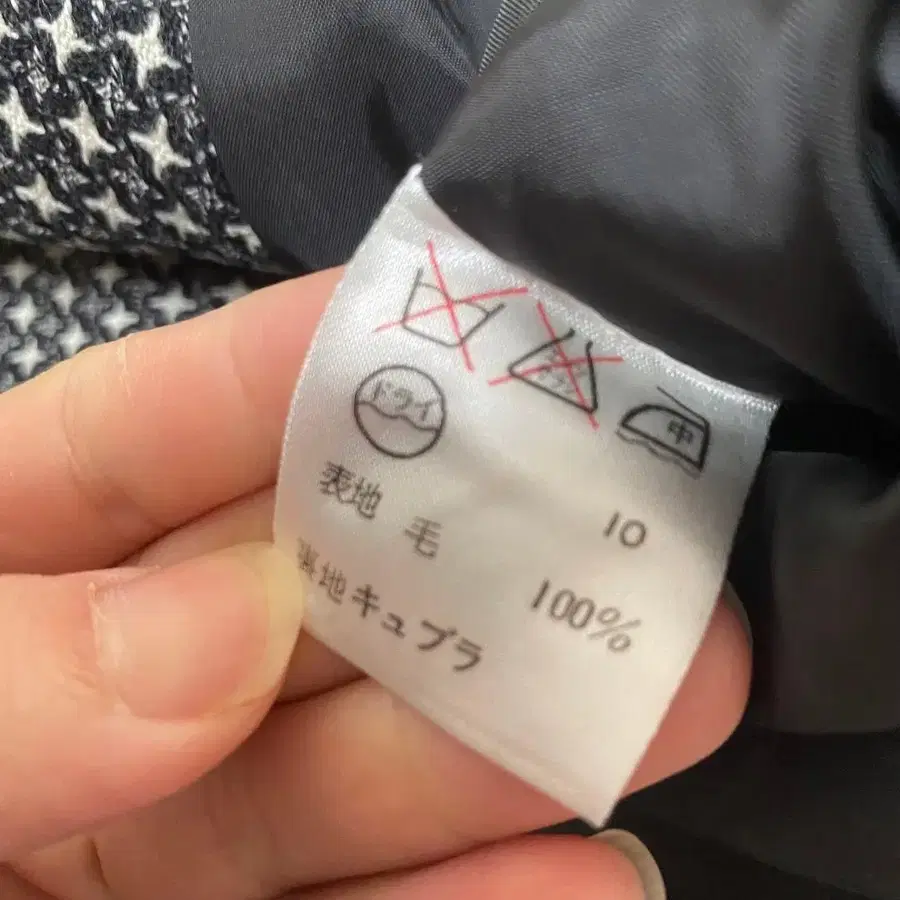 中
ドライ
10
表地 毛 100%
裏地キュプラ